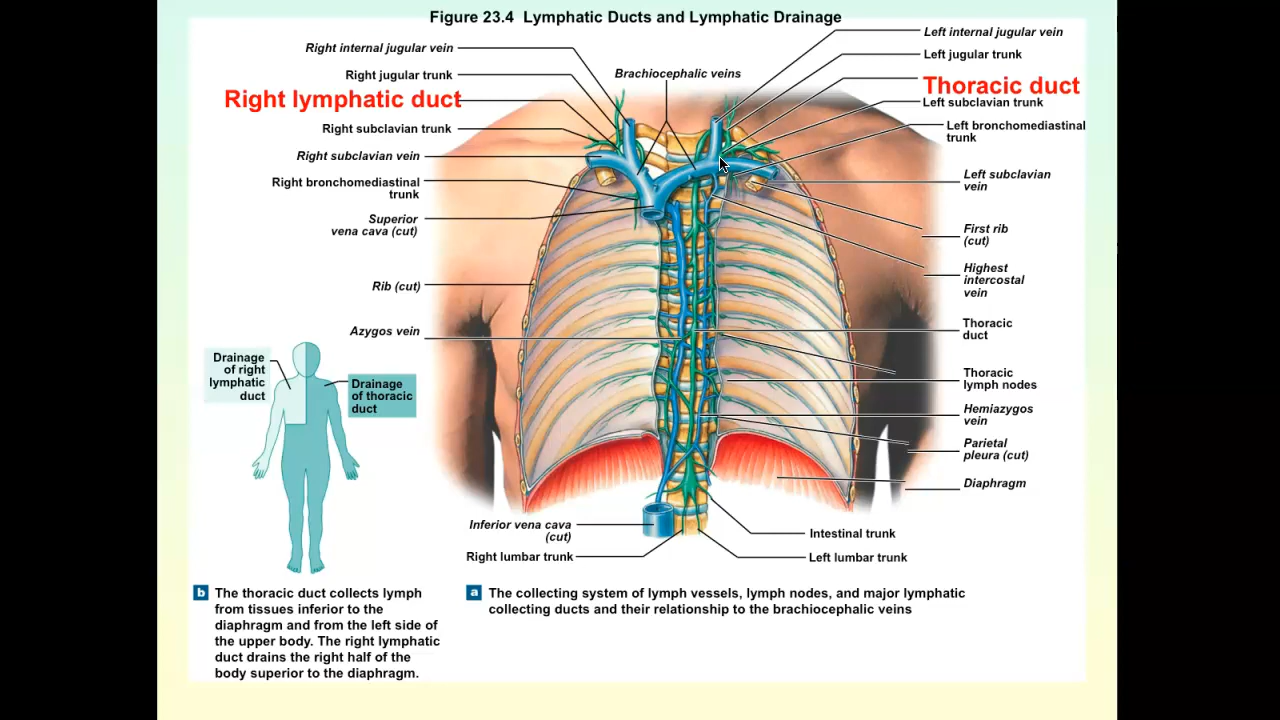 Figure 23.4 Lymphatic Ducts and Lymphatic Drainage
Right internal jugular vein
Right jugular trunk
Right lymphatic duct
Right subclavian trunk
Right subclavian vein
Right bronchomediastinal
trunk
Superior
vena cava (cut)
Rib (cut)
Azygos vein
Brachiocephalic veins
Left internal jugular vein
Left jugular trunk
Thoracic duct
Left subclavian trunk
Left bronchomediastinal
trunk
Left subclavian
vein
First rib
(cut)
Highest
intercostal
vein
Thoracic
duct
Thoracic
lymph nodes
Hemiazygos
vein
Parietal
pleura (cut)
Diaphragm
Drainage
of right
lymphatic
duct
Drainage
of thoracic
duct
Inferior vena cava
(cut)
Right lumbar trunk
Intestinal trunk
Left lumbar trunk
b The thoracic duct collects lymph
from tissues inferior to the
diaphragm and from the left side of
the upper body. The right lymphatic
duct drains the right half of the
body superior to the diaphragm.
a The collecting system of lymph vessels, lymph nodes, and major lymphatic
collecting ducts and their relationship to the brachiocephalic veins